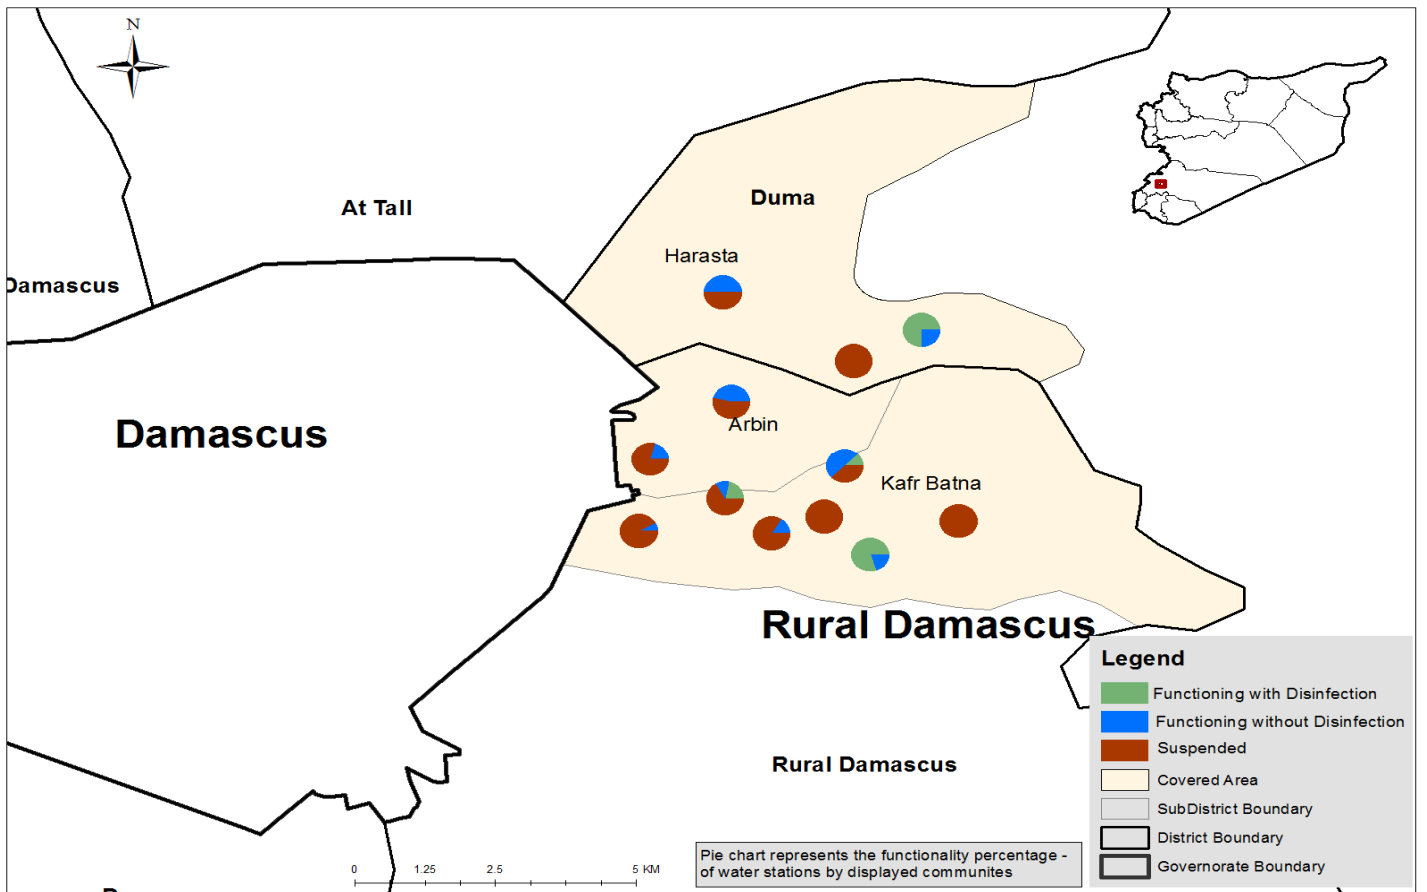 N
At Tall
Duma
Harasta
Damascus
Damascus
Arbin
Kafr Batna
Rural Damascus
Rural Damascus
Legend
Functioning with Disinfection
Functioning without Disinfection
Suspended
Covered Area
SubDistrict Boundary
District Boundary
Governorate Boundary
Pie chart represents the functionality percentage -
of water stations by displayed communites
0 1.25 2.5 5 KM